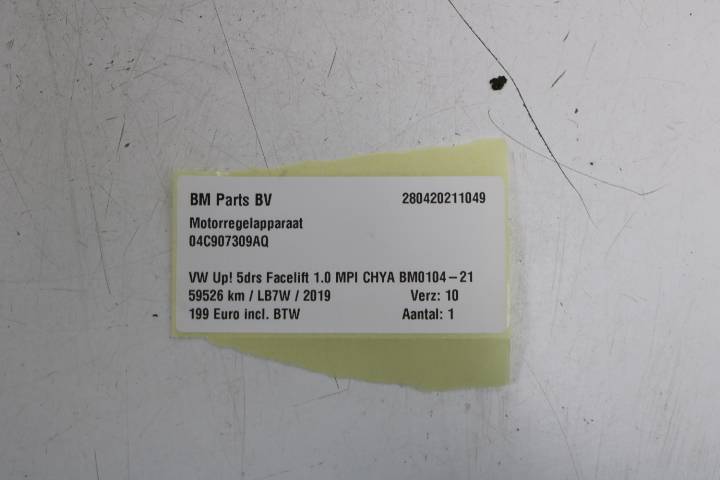 BM Parts BV 280420211049
Motorregelapparaat
04C907309AQ
VW Up! 5drs Facelift 1.0 MPI CHYA BM0104-21
59526 km / LB7W / 2019 Verz: 10
199 Euro incl. BTW Aantal: 1